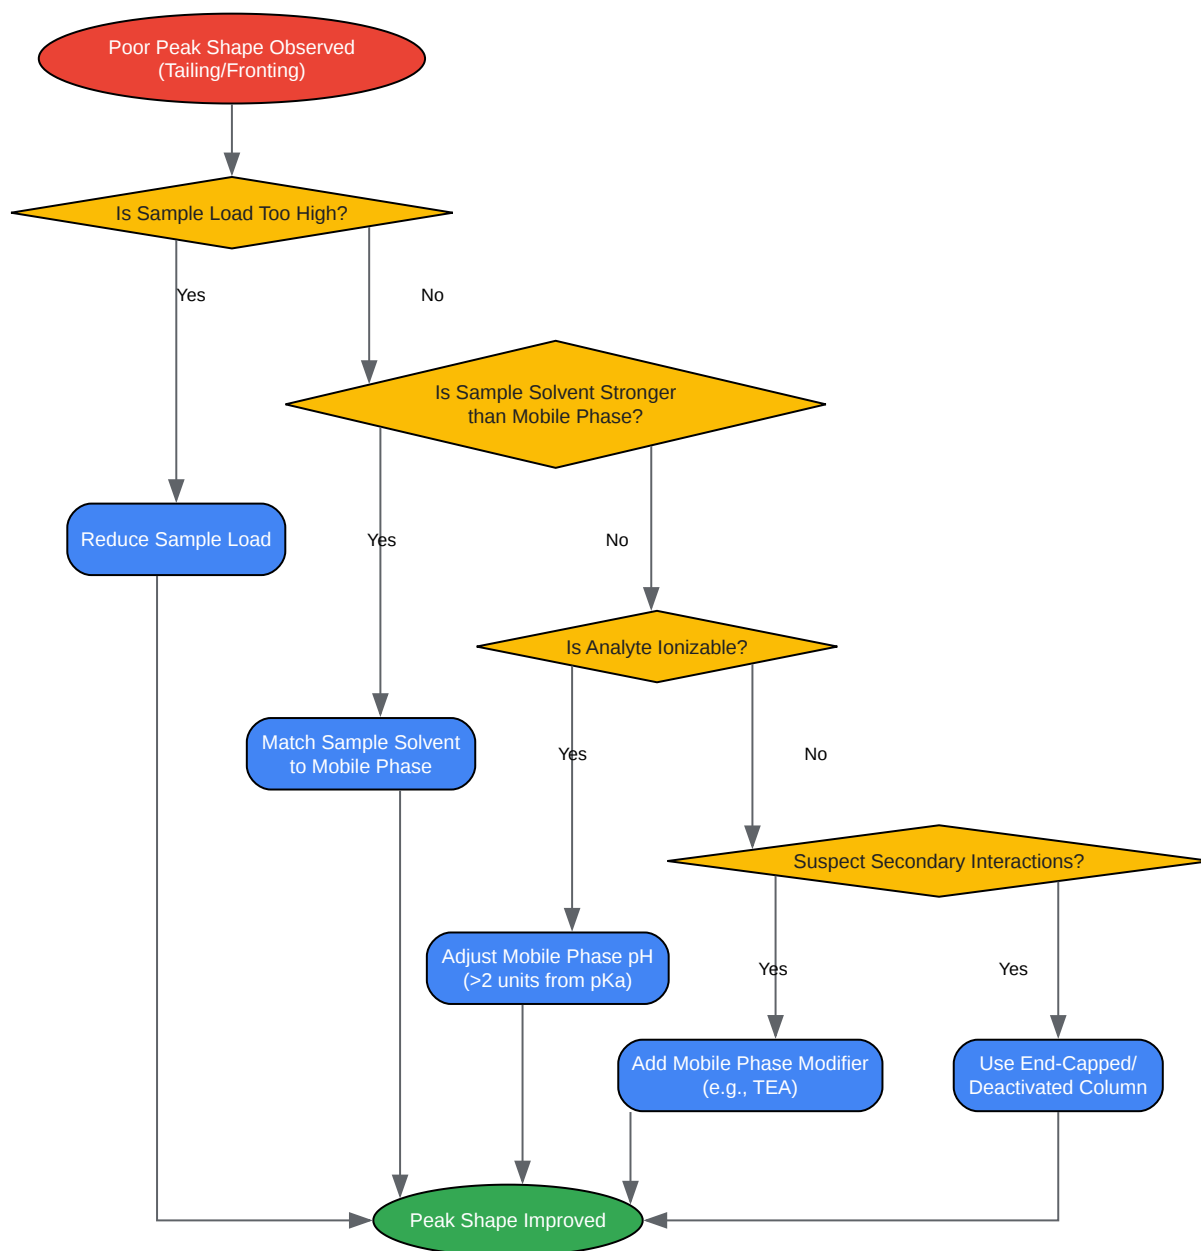 Poor Peak Shape Observed
(Tailing/Fronting)
Is Sample Load Too High?
Yes
No
Is Sample Solvent Stronger
than Mobile Phase?
Reduce Sample Load
Yes
No
Is Analyte Ionizable?
Match Sample Solvent
to Mobile Phase
Yes
No
Suspect Secondary Interactions?
Adjust Mobile Phase pH
(>2 units from pKa)
Yes
Yes
Add Mobile Phase Modifier
(e.g., TEA)
Use End-Capped/
Deactivated Column
Peak Shape Improved